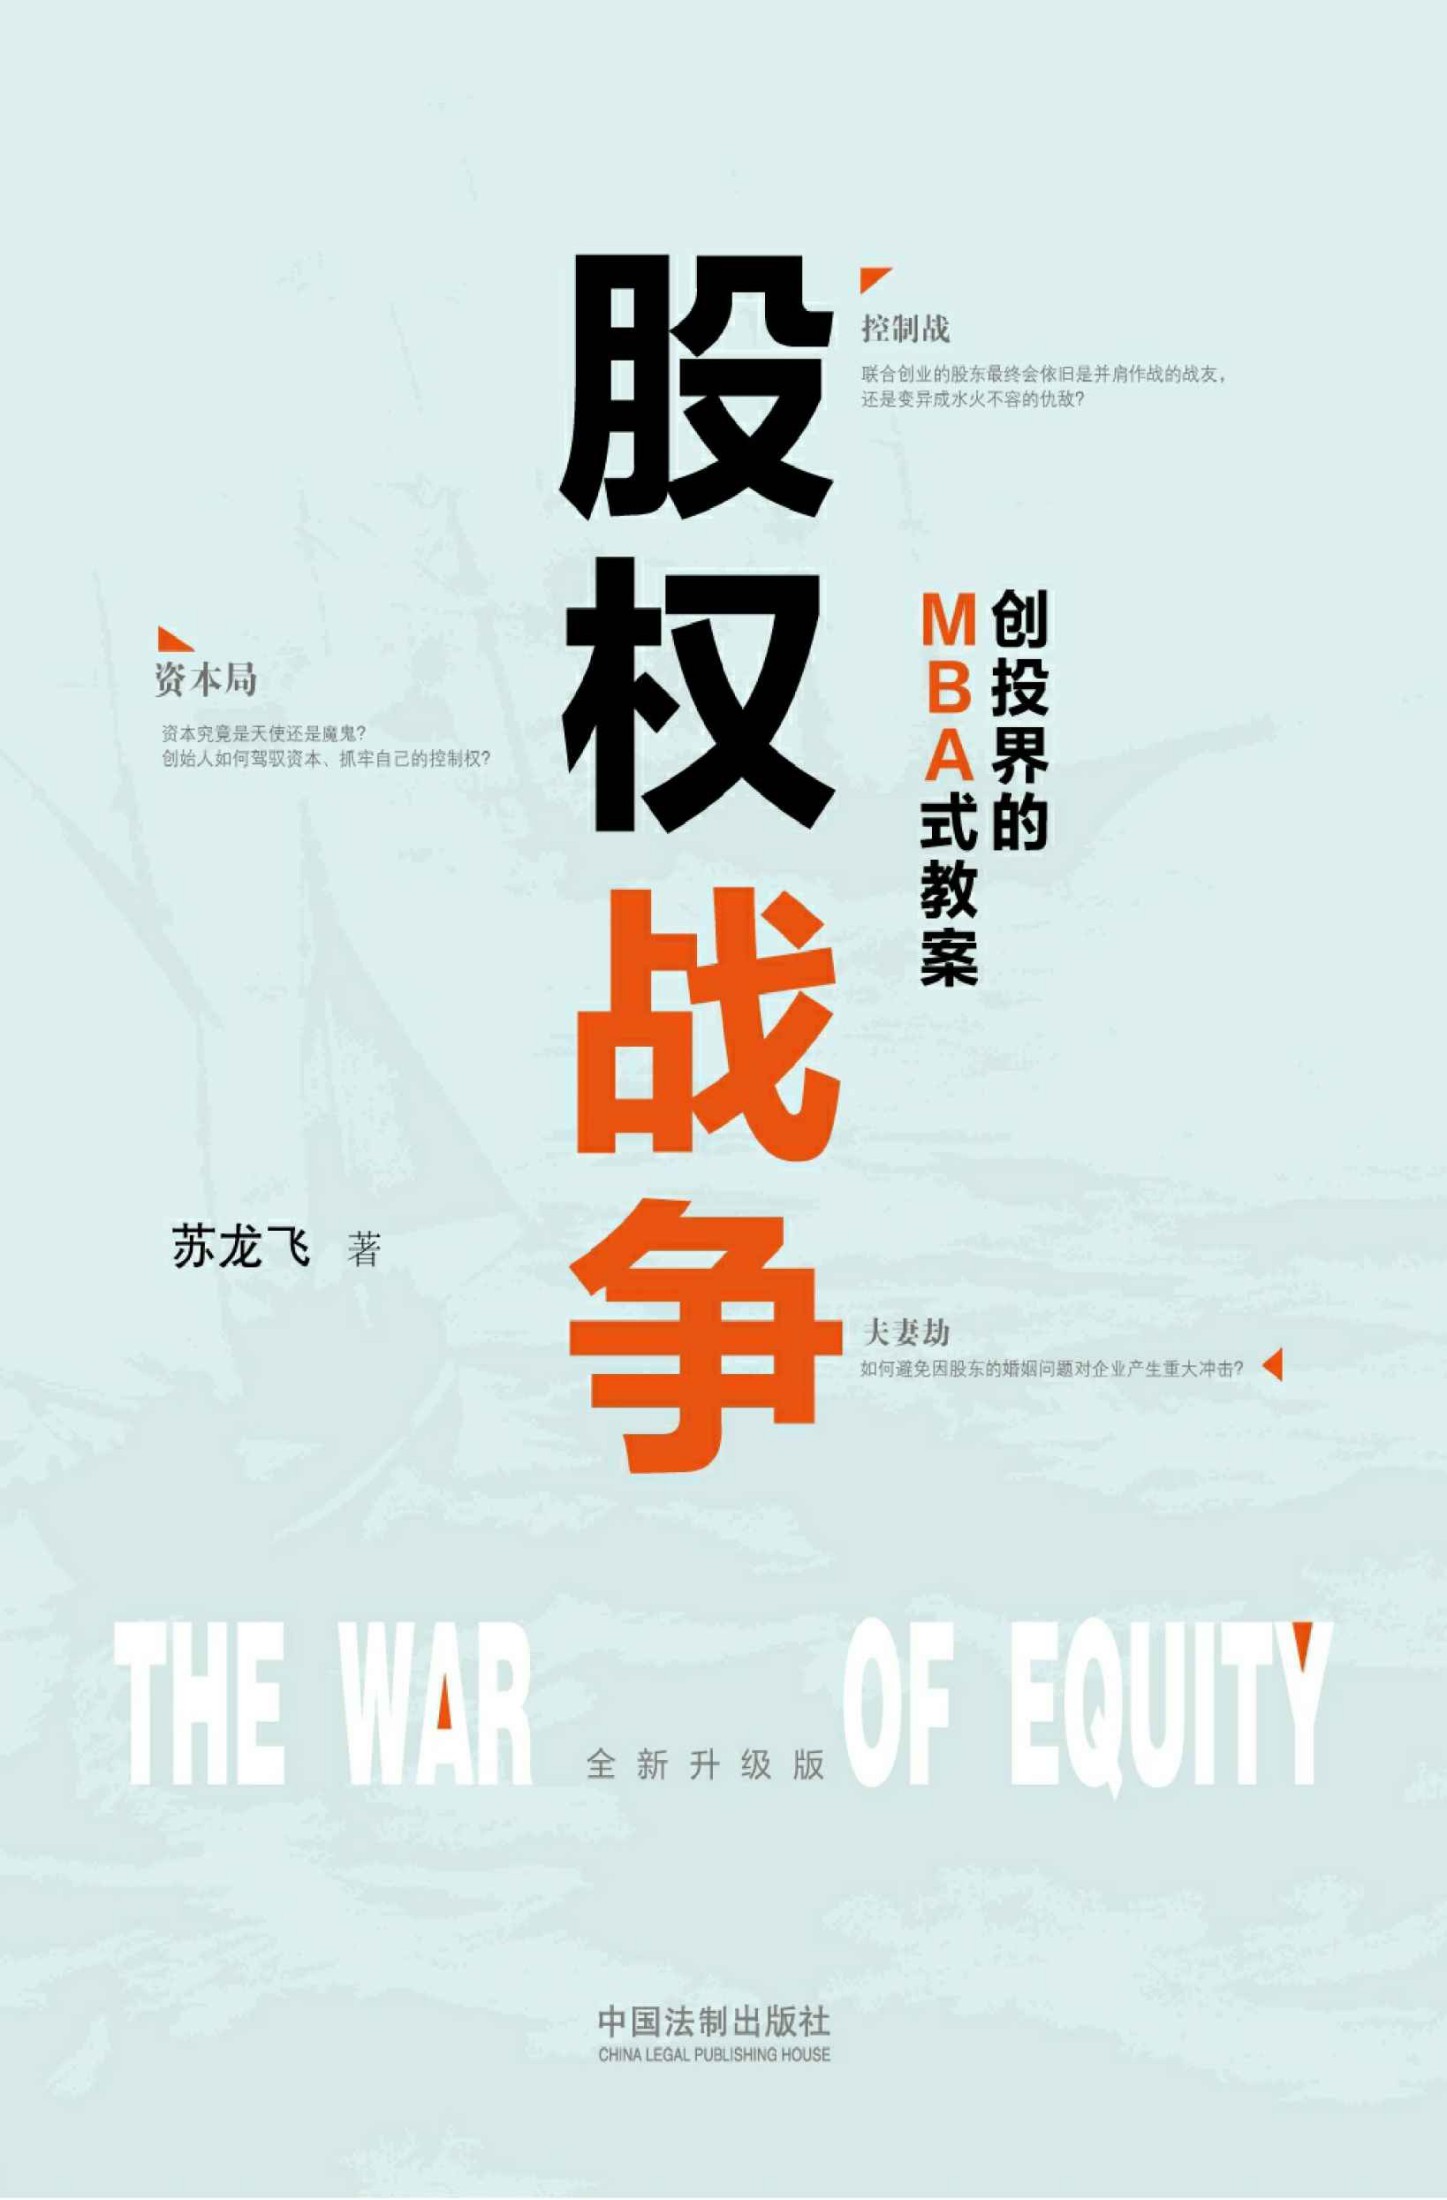 股权战争
控制战
联合创业的股东最终会依旧是并肩作战的战友，
还是变异成水火不容的仇敌？
创投界的
MBA式教案
资本局
资本究竟是天使还是魔鬼？
创始人如何驾驭资本、抓牢自己的控制权？
苏龙飞 著
夫妻劫
如何避免因股东的婚姻问题对企业产生重大冲击？
THE WAR OF EQUITY
全新升级版
中国法制出版社
CHINA LEGAL PUBLISHING HOUSE